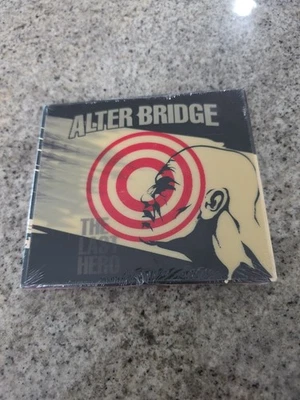 ALTER BRIDGE
THE
LAST
HERO